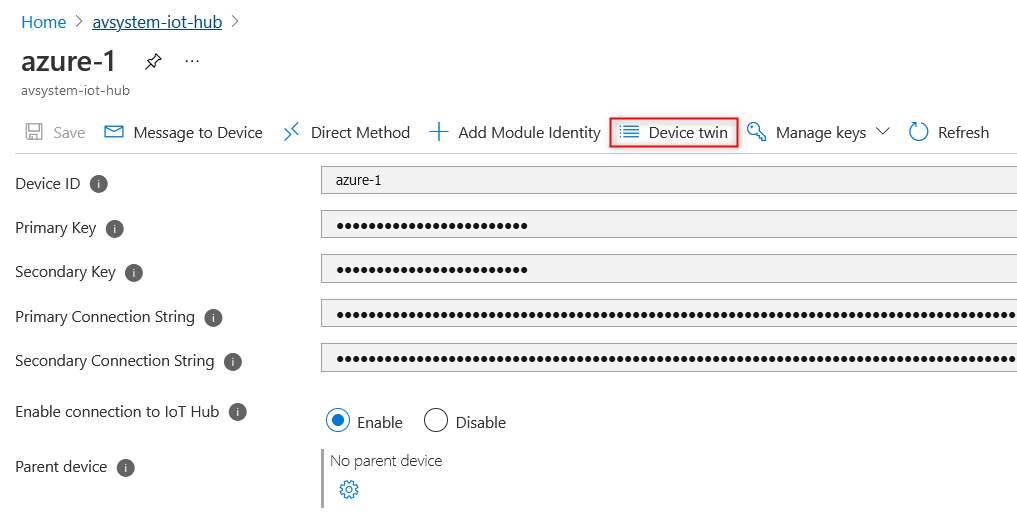 Home > avsystem-iot-hub >
azure-1 ...
avsystem-iot-hub
Save Message to Device Direct Method Add Module Identity Device twin Manage keys Refresh
Device ID i azure-1
Primary Key i ••••••••••••••••••••••••
Secondary Key i ••••••••••••••••••••••••
Primary Connection String i ••••••••••••••••••••••••••••••••••••••••••••••••••••••••••••••••••••••••••••••••••••
Secondary Connection String i ••••••••••••••••••••••••••••••••••••••••••••••••••••••••••••••••••••••••••••••••••••
Enable connection to IoT Hub i Enable Disable
Parent device i No parent device